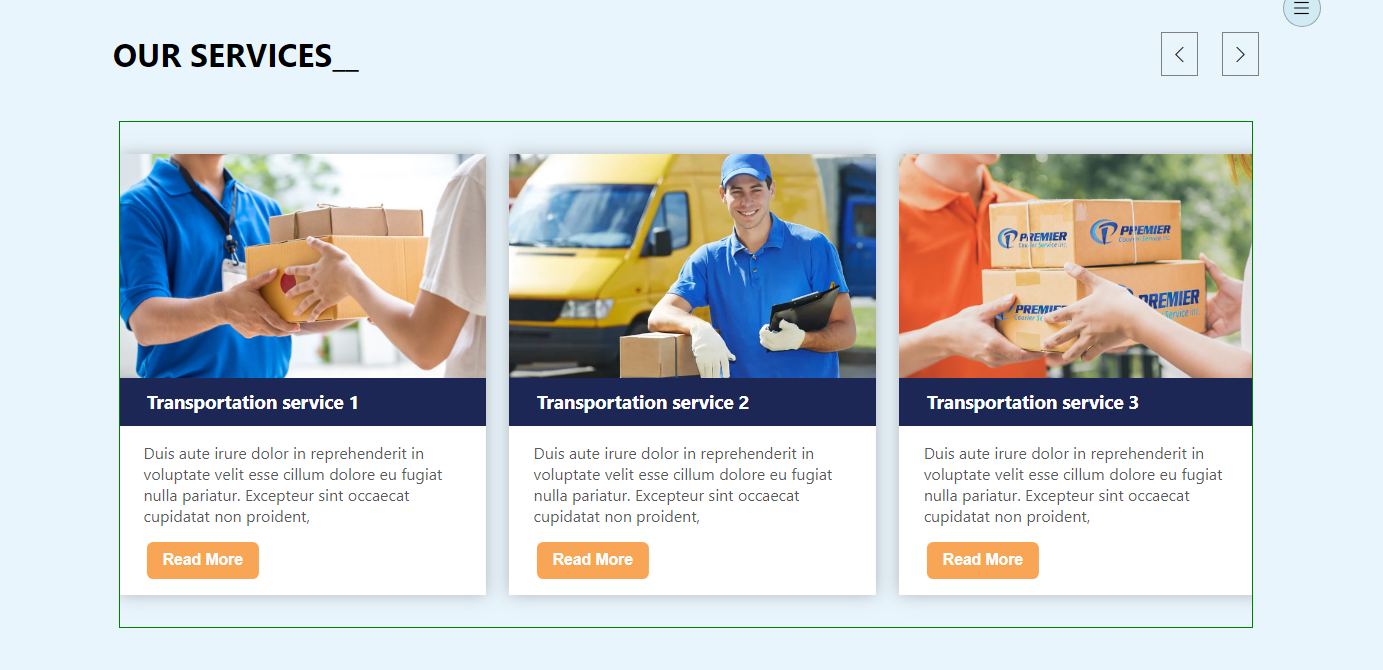 OUR SERVICES__
PREMIER
Courier Service Inc.
PREMIER
Courier Service Inc.
PREMIER
PREMIER
Courier Service Inc.
Transportation service 1
Transportation service 2
Transportation service 3
Duis aute irure dolor in reprehenderit in
voluptate velit esse cillum dolore eu fugiat
nulla pariatur. Excepteur sint occaecat
cupidatat non proident,
Duis aute irure dolor in reprehenderit in
voluptate velit esse cillum dolore eu fugiat
nulla pariatur. Excepteur sint occaecat
cupidatat non proident,
Duis aute irure dolor in reprehenderit in
voluptate velit esse cillum dolore eu fugiat
nulla pariatur. Excepteur sint occaecat
cupidatat non proident,
Read More
Read More
Read More